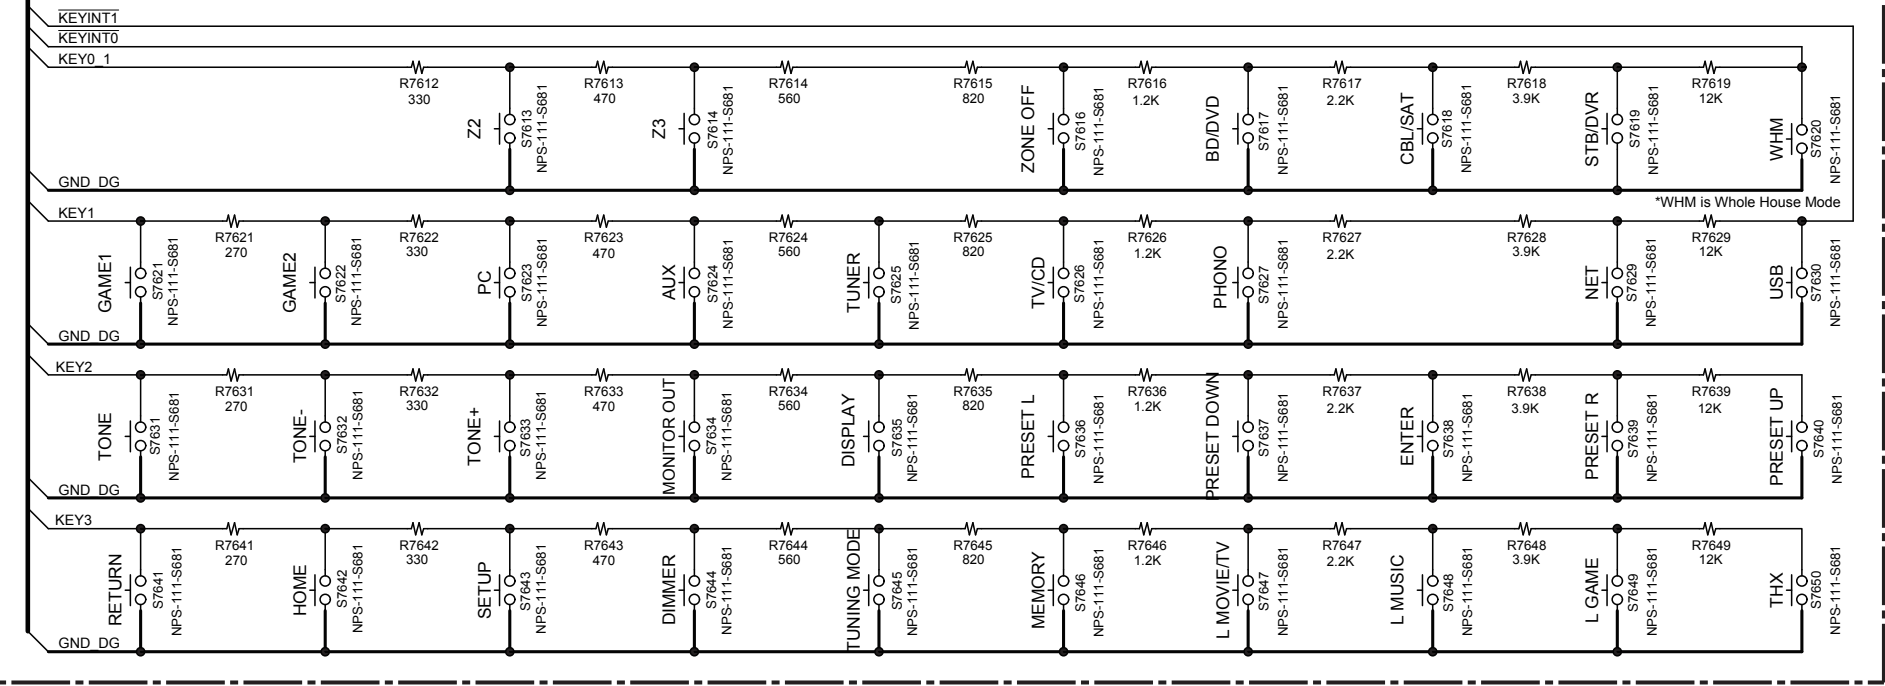 KEYINT1
KEYINT0
KEY0_1
R7612 R7613 R7614 R7615 R7616 R7617 R7618 R7619
330 470 560 820 1.2K 2.2K 3.9K 12K
Z2 S7613 NPS-111-S681
Z3 S7614 NPS-111-S681
ZONE OFF S7616 NPS-111-S681
BD/DVD S7617 NPS-111-S681
CBL/SAT S7618 NPS-111-S681
STB/DVR S7619 NPS-111-S681
WHM S7620 NPS-111-S681
GND_DG
*WHM is Whole House Mode
KEY1
R7621 R7622 R7623 R7624 R7625 R7626 R7627 R7628 R7629
270 330 470 560 820 1.2K 2.2K 3.9K 12K
GAME1 S7621 NPS-111-S681
GAME2 S7622 NPS-111-S681
PC S7623 NPS-111-S681
AUX S7624 NPS-111-S681
TUNER S7625 NPS-111-S681
TV/CD S7626 NPS-111-S681
PHONO S7627 NPS-111-S681
NET S7629 NPS-111-S681
USB S7630 NPS-111-S681
GND_DG
KEY2
R7631 R7632 R7633 R7634 R7635 R7636 R7637 R7638 R7639
270 330 470 560 820 1.2K 2.2K 3.9K 12K
TONE S7631 NPS-111-S681
TONE- S7632 NPS-111-S681
TONE+ S7633 NPS-111-S681
MONITOR OUT S7634 NPS-111-S681
DISPLAY S7635 NPS-111-S681
PRESET L S7636 NPS-111-S681
PRESET DOWN S7637 NPS-111-S681
ENTER S7638 NPS-111-S681
PRESET R S7639 NPS-111-S681
PRESET UP S7640 NPS-111-S681
GND_DG
KEY3
R7641 R7642 R7643 R7644 R7645 R7646 R7647 R7648 R7649
270 330 470 560 820 1.2K 2.2K 3.9K 12K
RETURN S7641 NPS-111-S681
HOME S7642 NPS-111-S681
SETUP S7643 NPS-111-S681
DIMMER S7644 NPS-111-S681
TUNING MODE S7645 NPS-111-S681
MEMORY S7646 NPS-111-S681
L MOVIE/TV S7647 NPS-111-S681
L MUSIC S7648 NPS-111-S681
L GAME S7649 NPS-111-S681
THX S7650 NPS-111-S681
GND_DG